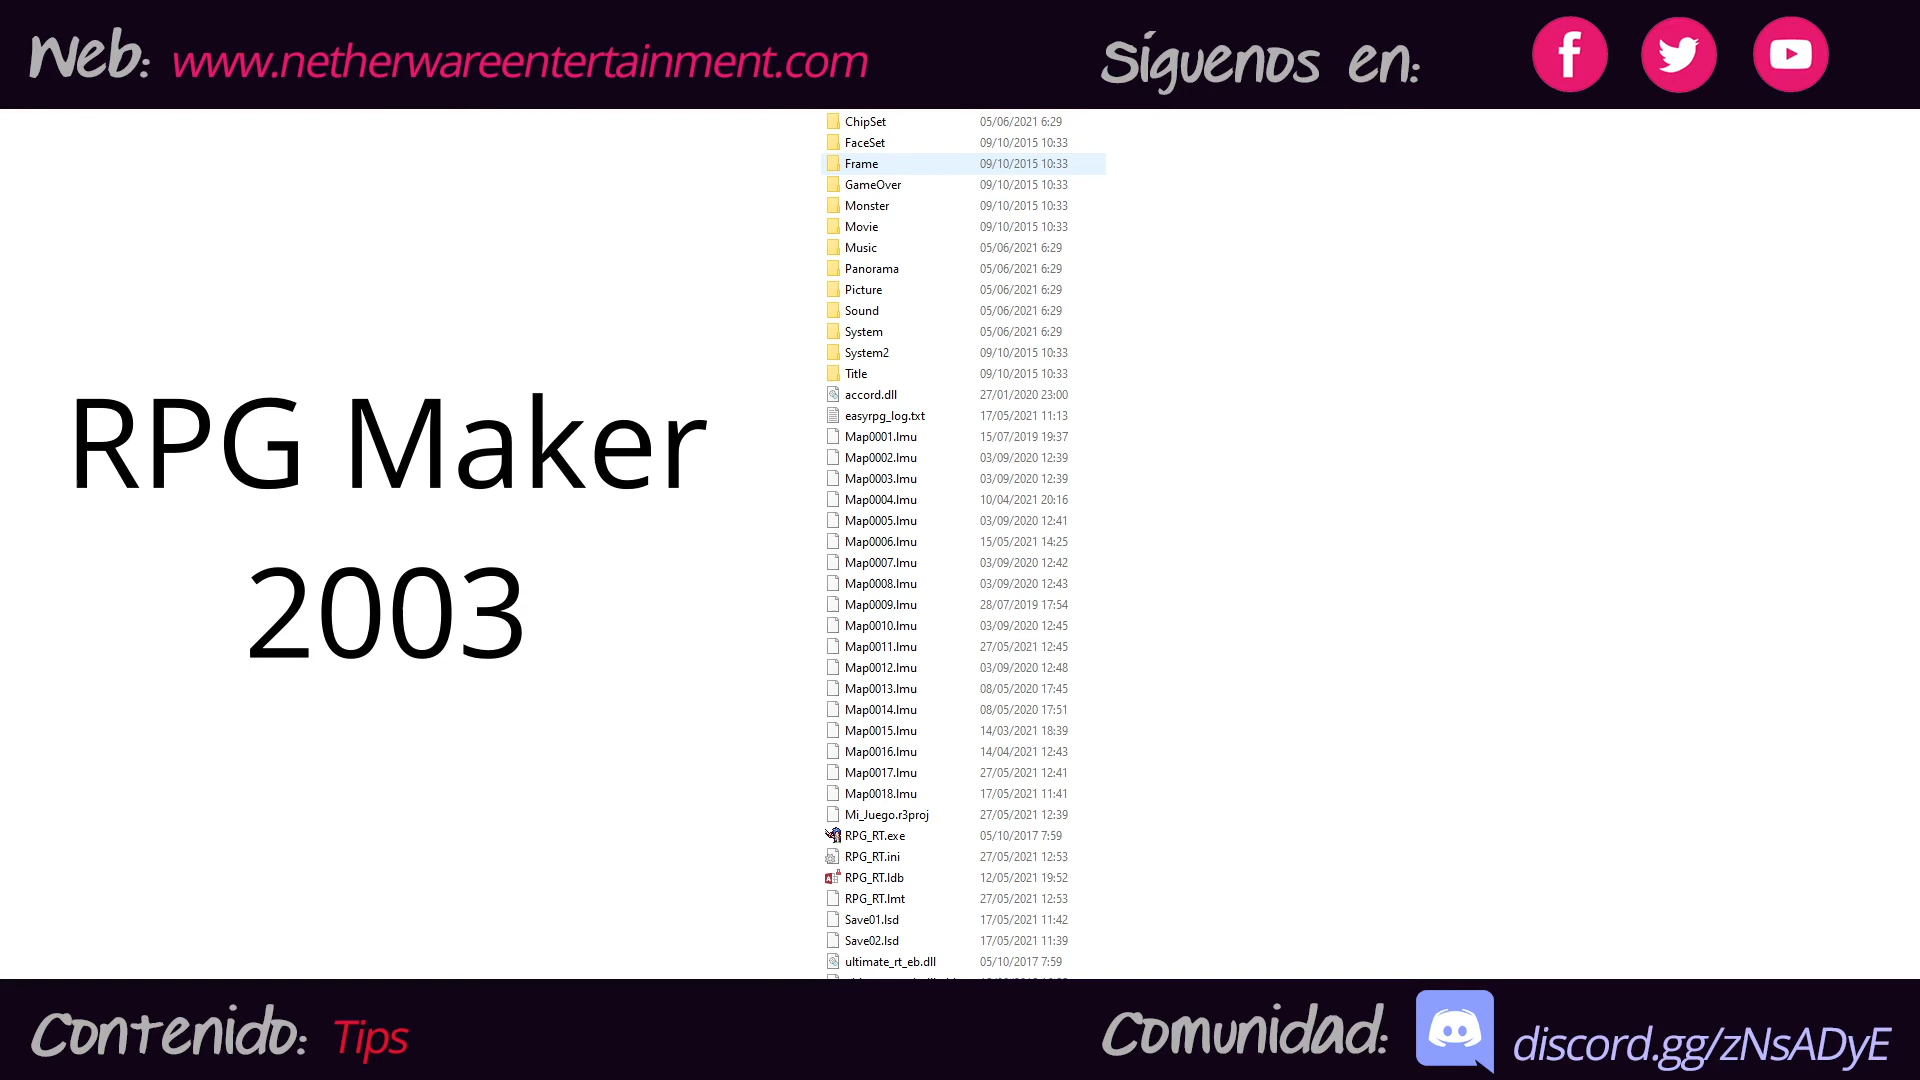 Web: www.netherwareentertainment.com
Síguenos en:
ChipSet 05/06/2021 6:29
FaceSet 09/10/2015 10:33
Frame 09/10/2015 10:33
GameOver 09/10/2015 10:33
Monster 09/10/2015 10:33
Movie 09/10/2015 10:33
Music 05/06/2021 6:29
Panorama 05/06/2021 6:29
Picture 05/06/2021 6:29
Sound 05/06/2021 6:29
System 05/06/2021 6:29
System2 09/10/2015 10:33
Title 09/10/2015 10:33
accord.dll 27/01/2020 23:00
easyrpg_log.txt 17/05/2021 11:13
Map0001.lmu 15/07/2019 19:37
Map0002.lmu 03/09/2020 12:39
Map0003.lmu 03/09/2020 12:39
Map0004.lmu 10/04/2021 20:16
Map0005.lmu 03/09/2020 12:41
Map0006.lmu 15/05/2021 14:25
Map0007.lmu 03/09/2020 12:42
Map0008.lmu 03/09/2020 12:43
Map0009.lmu 28/07/2019 17:54
Map0010.lmu 03/09/2020 12:45
Map0011.lmu 27/05/2021 12:45
Map0012.lmu 03/09/2020 12:48
Map0013.lmu 08/05/2020 17:45
Map0014.lmu 08/05/2020 17:51
Map0015.lmu 14/03/2021 18:39
Map0016.lmu 14/04/2021 12:43
Map0017.lmu 27/05/2021 12:41
Map0018.lmu 17/05/2021 11:41
Mi_Juego.r3proj 27/05/2021 12:39
RPG_RT.exe 05/10/2017 7:59
RPG_RT.ini 27/05/2021 12:53
RPG_RT.ldb 12/05/2021 19:52
RPG_RT.lmt 27/05/2021 12:53
Save01.lsd 17/05/2021 11:42
Save02.lsd 17/05/2021 11:39
ultimate_rt_eb.dll 05/10/2017 7:59
RPG Maker
2003
Contenido: Tips
Comunidad: discord.gg/zNsADyE